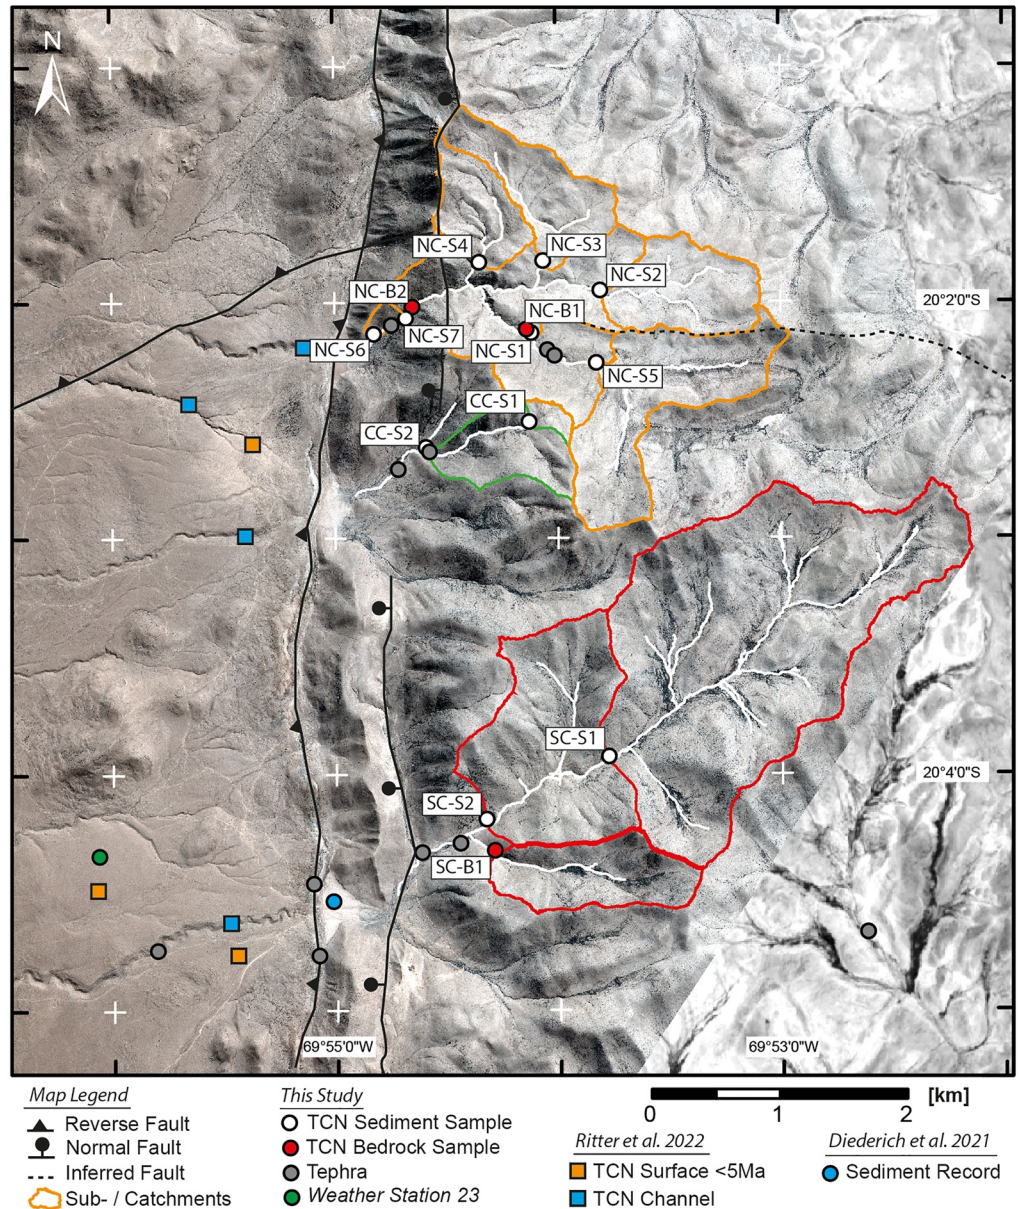 N
NC-S4
NC-S3
NC-S2
NC-B2
NC-B1
20°2'0"S
NC-S6
NC-S7
NC-S1
NC-S5
CC-S1
CC-S2
SC-S1
20°4'0"S
SC-S2
SC-B1
69°55'0"W
69°53'0"W
Map Legend
Reverse Fault
Normal Fault
Inferred Fault
Sub- / Catchments
This Study
TCN Sediment Sample
TCN Bedrock Sample
Tephra
Weather Station 23
[km]
0 1 2
Ritter et al. 2022
TCN Surface <5Ma
TCN Channel
Diederich et al. 2021
Sediment Record